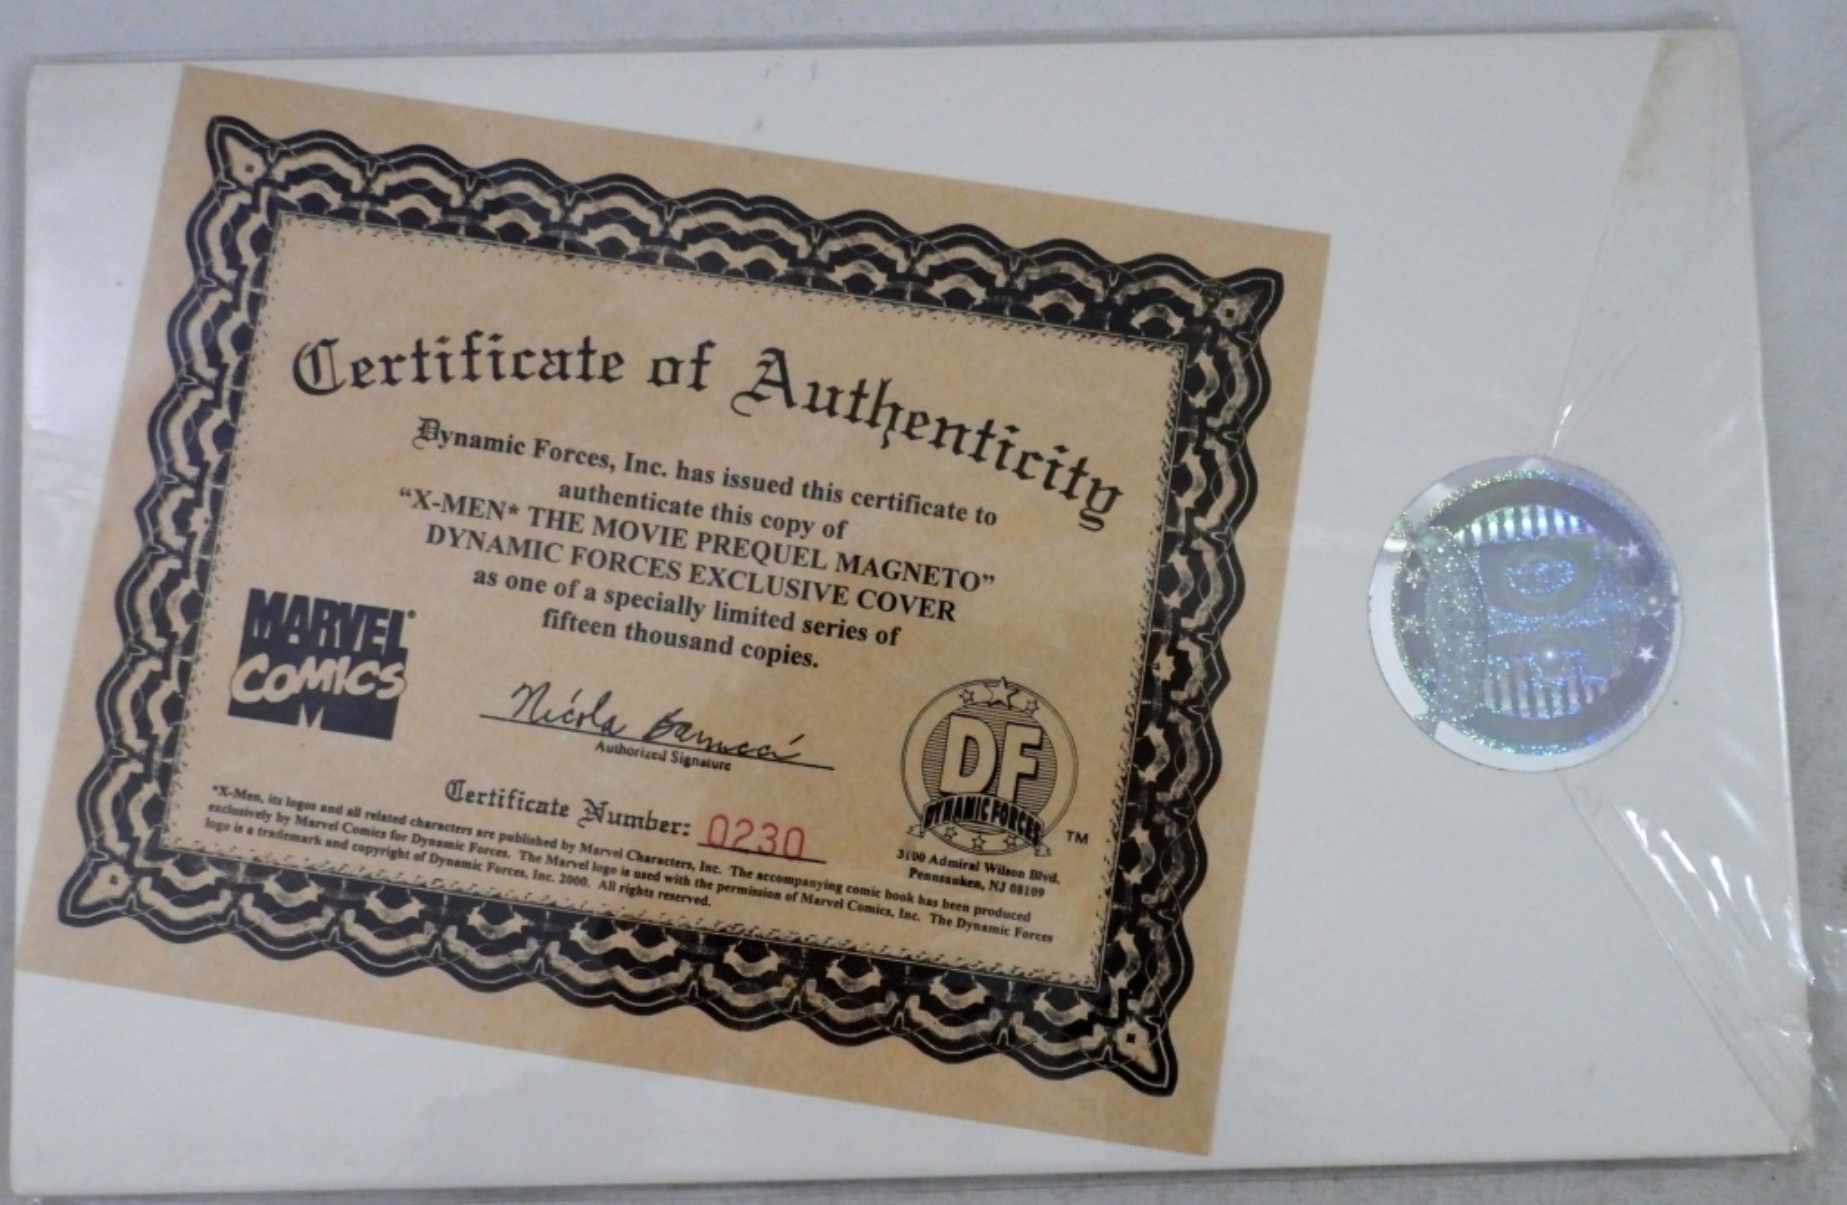 Certificate of Authenticity
Dynamic Forces, Inc. has issued this certificate to
authenticate this copy of
“X-MEN* THE MOVIE PREQUEL MAGNETO”
DYNAMIC FORCES EXCLUSIVE COVER
as one of a specially limited series of
fifteen thousand copies.
MARVEL®
COMICS
Nicola Barrucci
Authorized Signature
Certificate Number: 0230
DF
DYNAMIC FORCES
TM
3100 Admiral Wilson Blvd.
Pennsauken, NJ 08109
*X-Men, its logos and all related characters are published by Marvel Characters, Inc. The accompanying comic book has been produced
exclusively by Marvel Comics for Dynamic Forces. The Marvel logo is used with the permission of Marvel Comics, Inc. The Dynamic Forces
logo is a trademark and copyright of Dynamic Forces, Inc. 2000. All rights reserved.